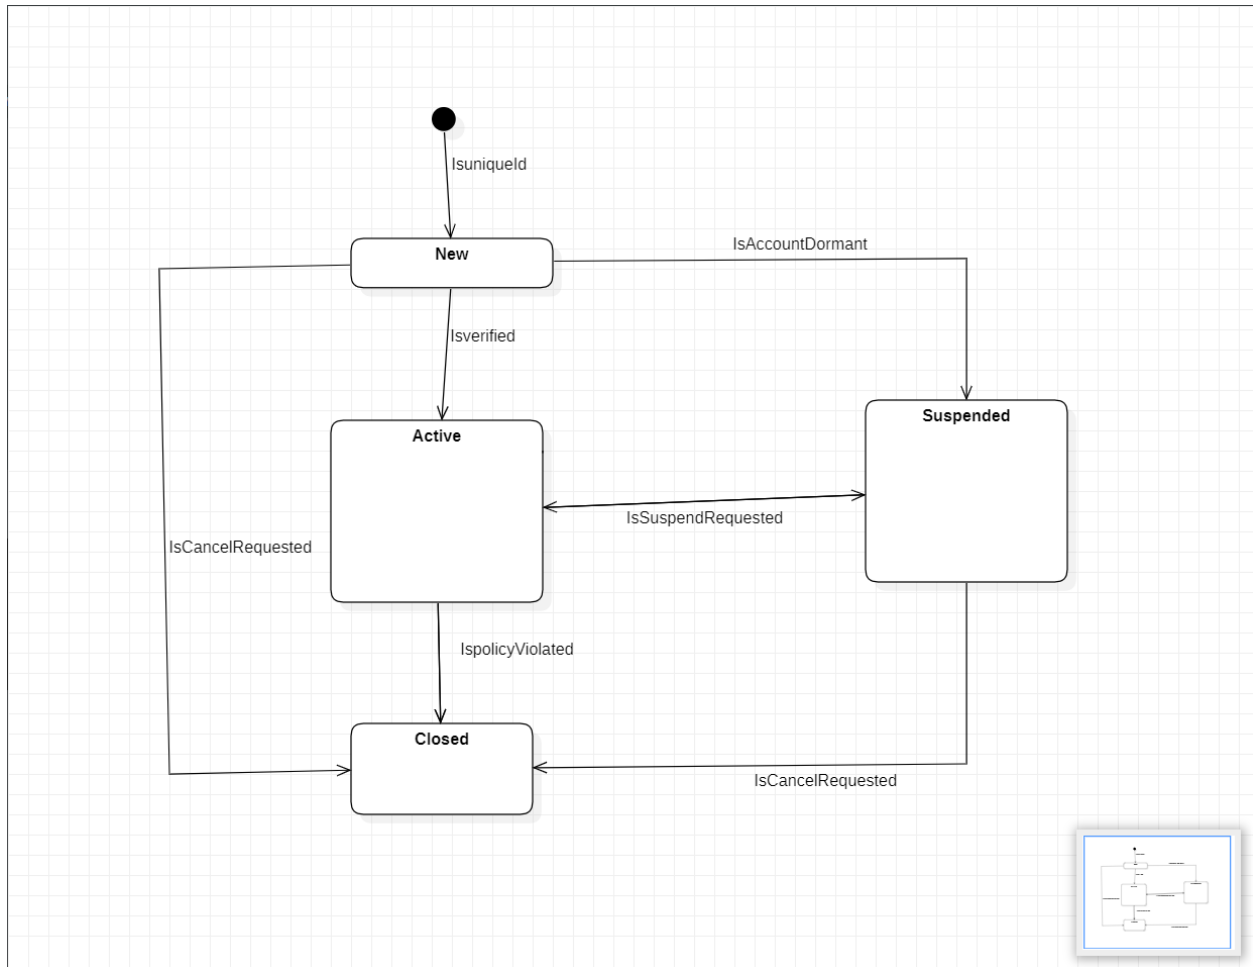 IsuniqueId
New
IsAccountDormant
Isverified
Suspended
Active
IsSuspendRequested
IsCancelRequested
IspolicyViolated
Closed
IsCancelRequested